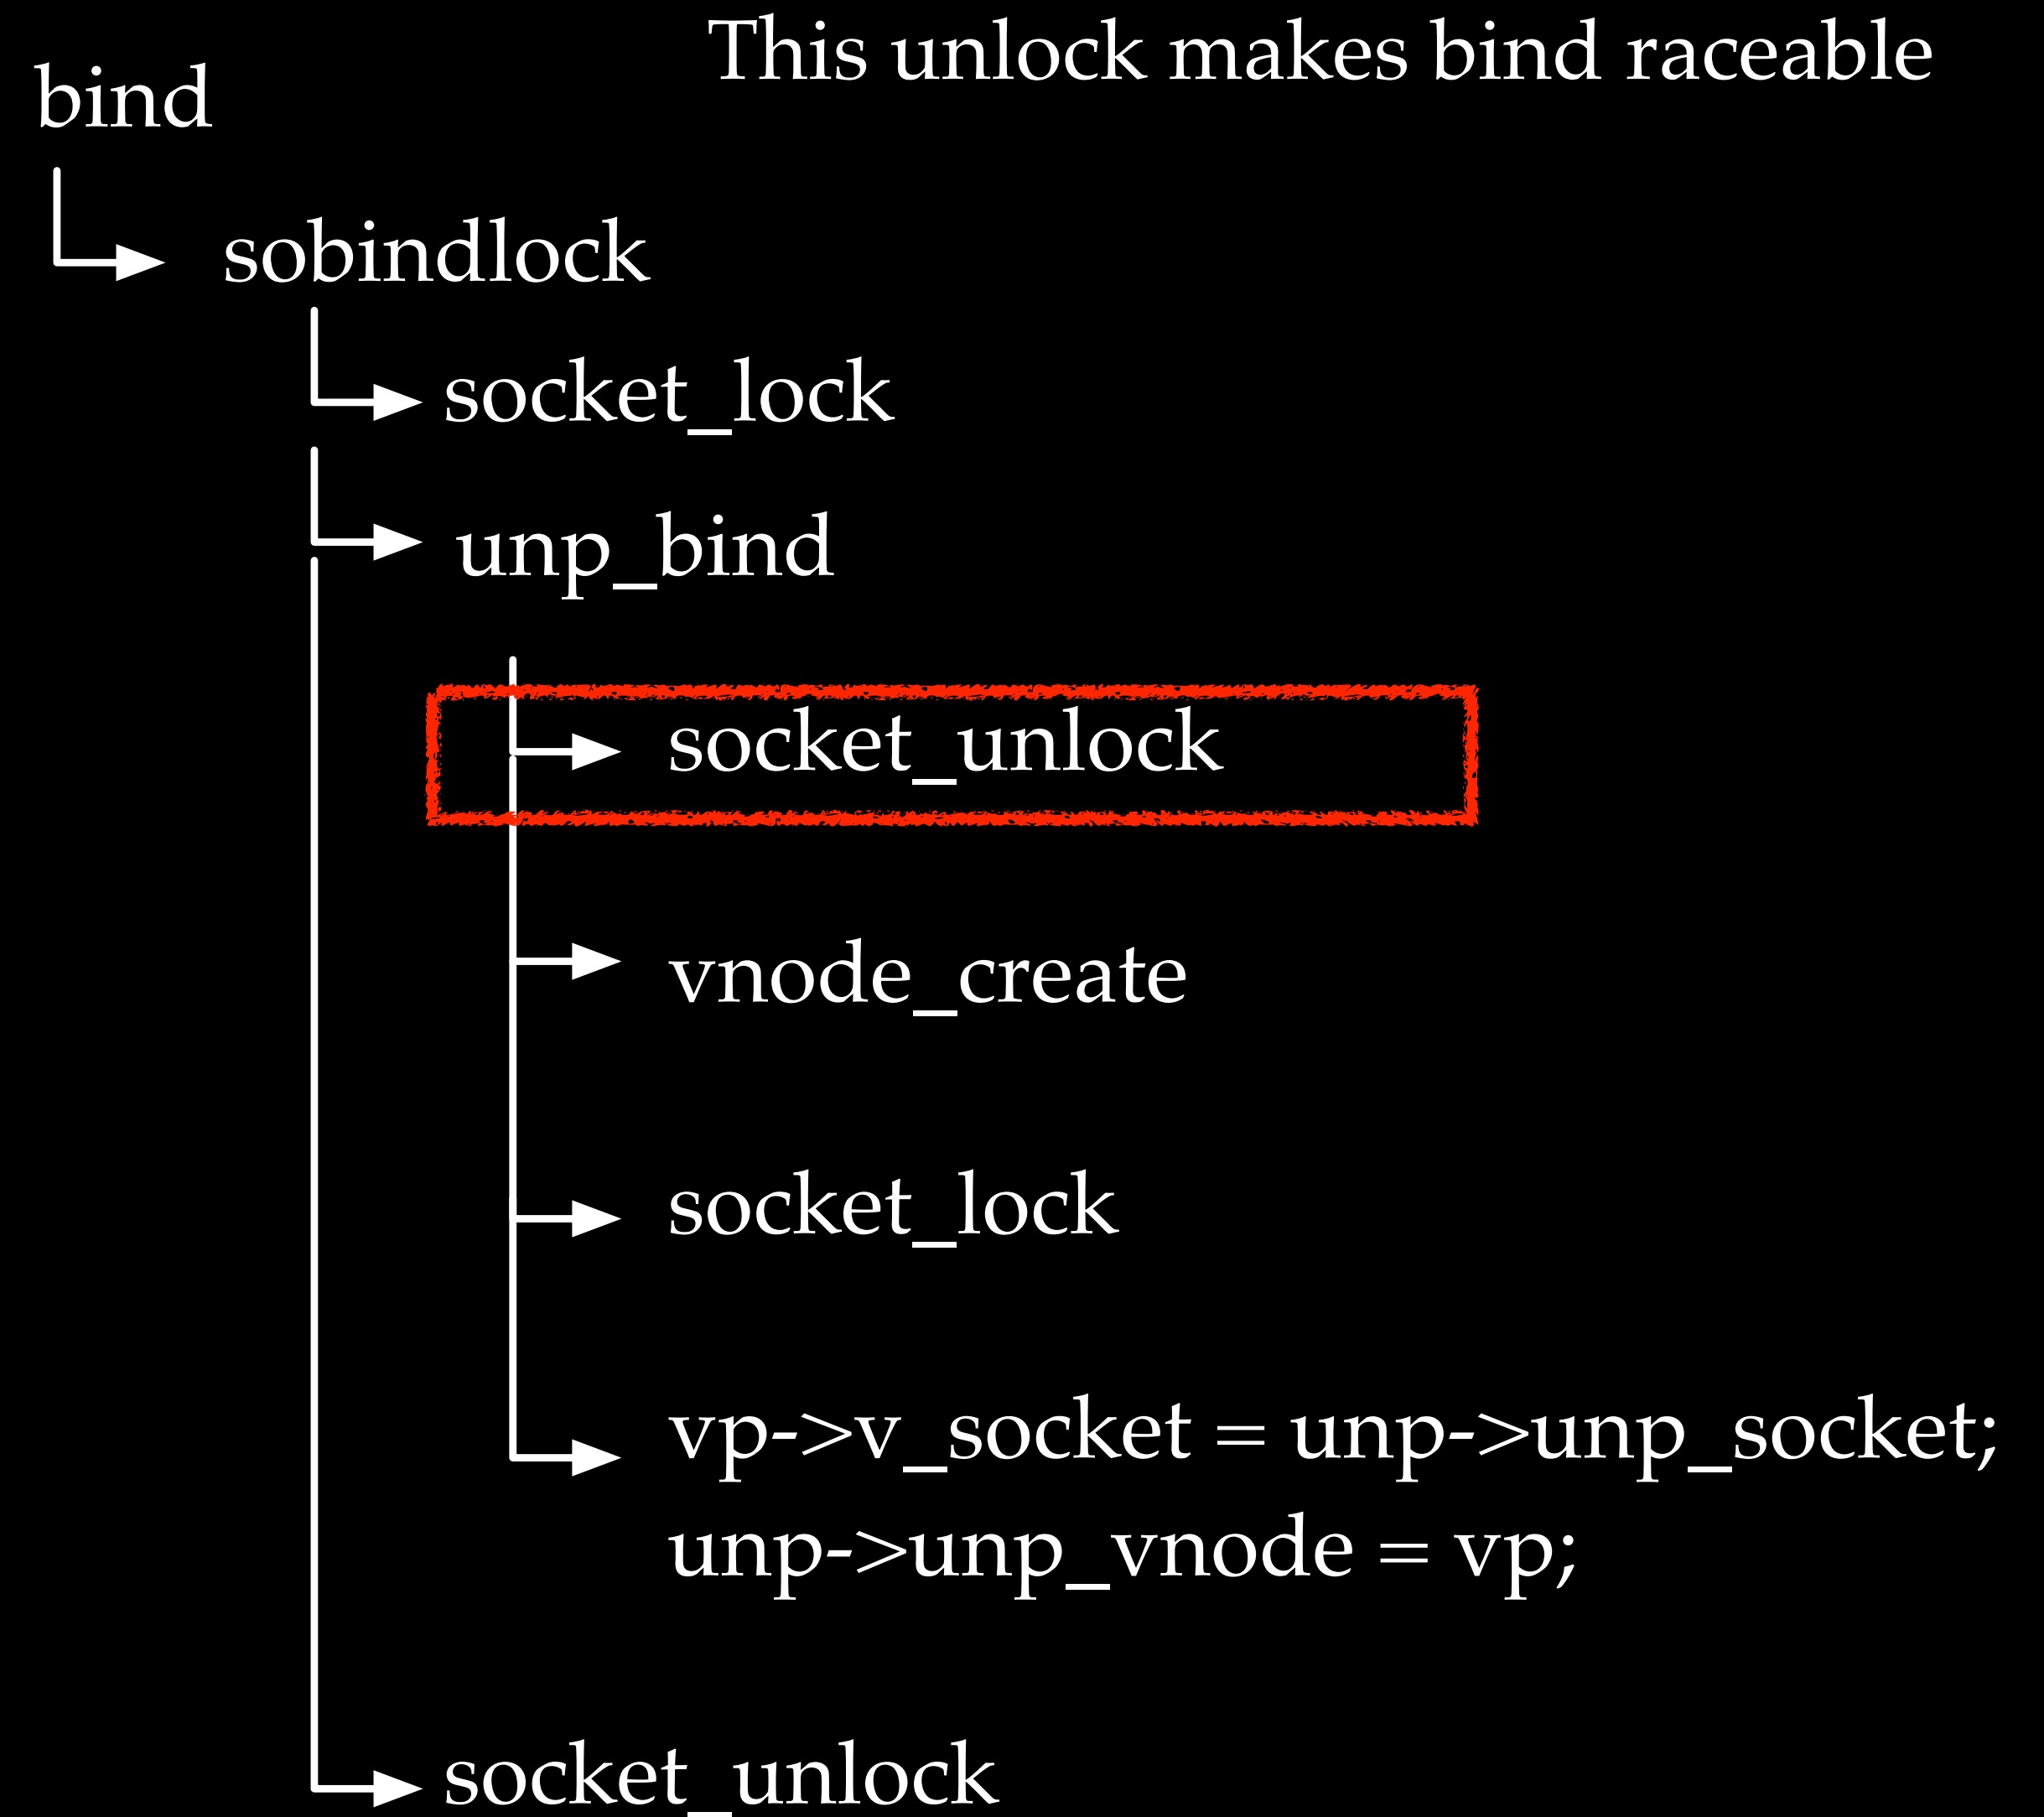 This unlock makes bind raceable
bind
sobindlock
socket_lock
unp_bind
socket_unlock
vnode_create
socket_lock
vp->v_socket = unp->unp_socket;
unp->unp_vnode = vp;
socket_unlock